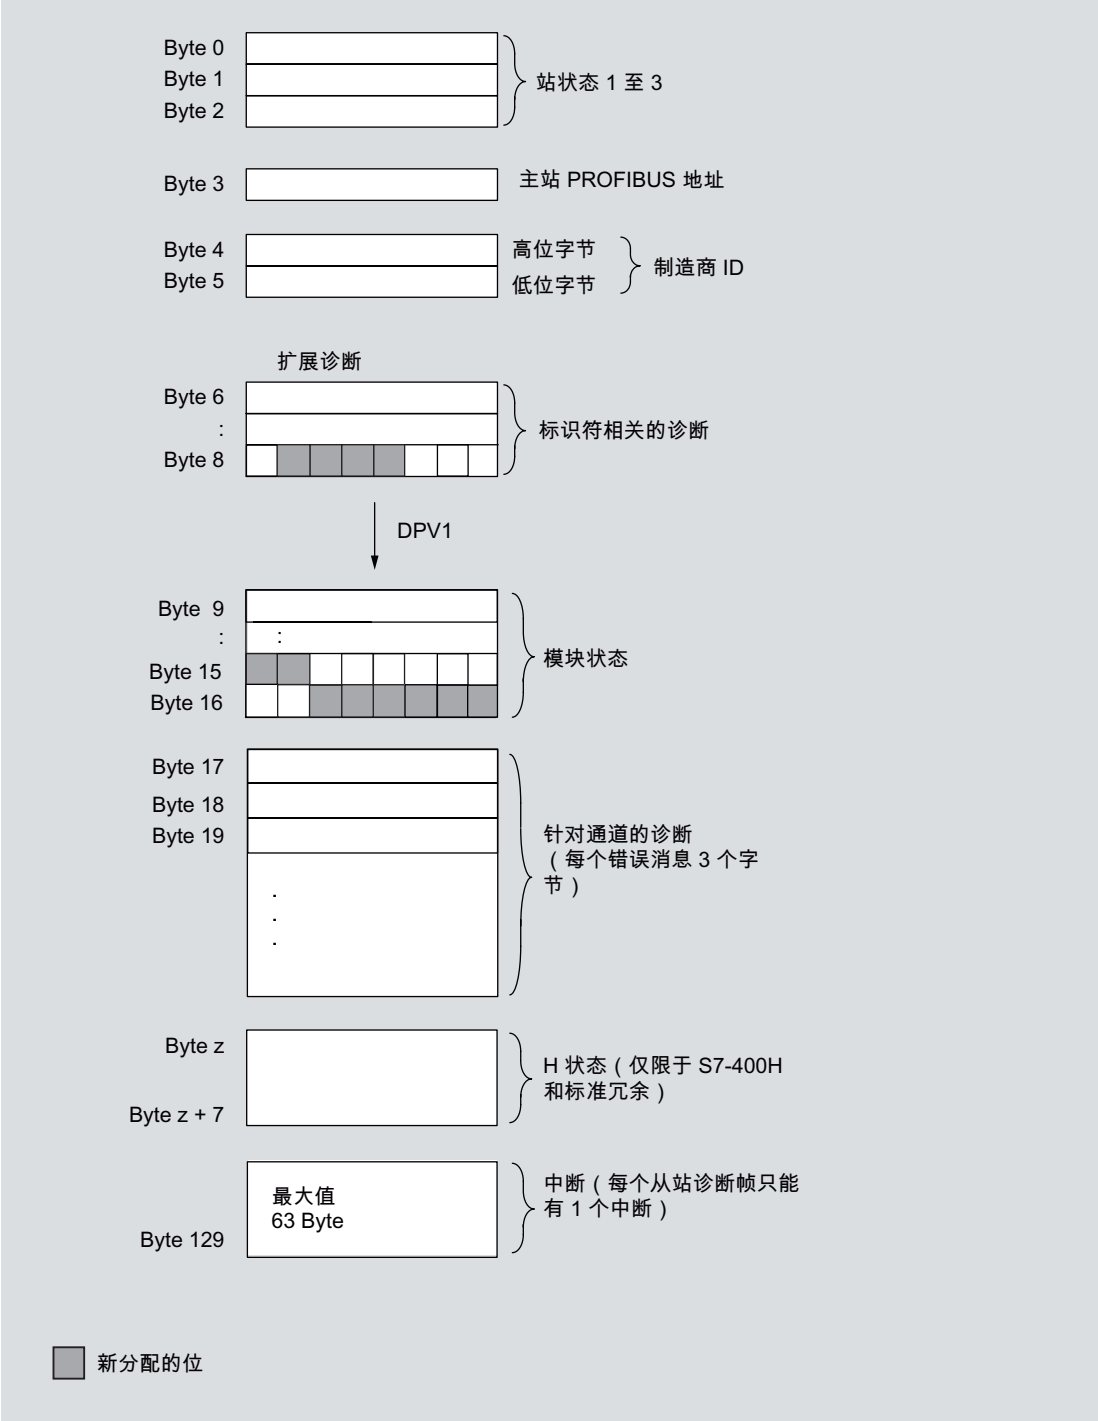 Byte 0
Byte 1
Byte 2
站状态 1 至 3
Byte 3
主站 PROFIBUS 地址
Byte 4
高位字节
Byte 5
低位字节
制造商 ID
扩展诊断
Byte 6
:
Byte 8
标识符相关的诊断
DPV1
Byte 9
: :
Byte 15
Byte 16
模块状态
Byte 17
Byte 18
Byte 19
.
.
.
针对通道的诊断
（每个错误消息 3 个字
节）
Byte z
Byte z + 7
H 状态（仅限于 S7-400H
和标准冗余）
最大值
63 Byte
Byte 129
中断（每个从站诊断帧只能
有 1 个中断）
新分配的位